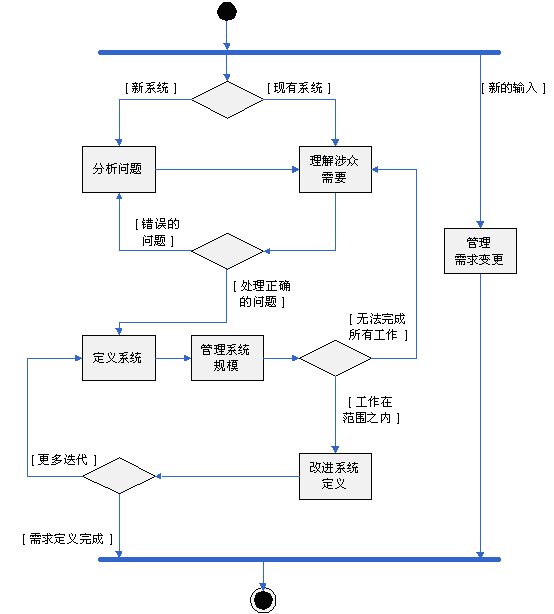 [ 新系统 ]
[ 现有系统 ]
[ 新的输入 ]
分析问题
理解涉众
需要
[ 错误的
问题 ]
管理
需求变更
[ 处理正确
的问题 ]
[ 无法完成
所有工作 ]
定义系统
管理系统
规模
[ 工作在
范围之内 ]
[ 更多迭代 ]
改进系统
定义
[ 需求定义完成 ]